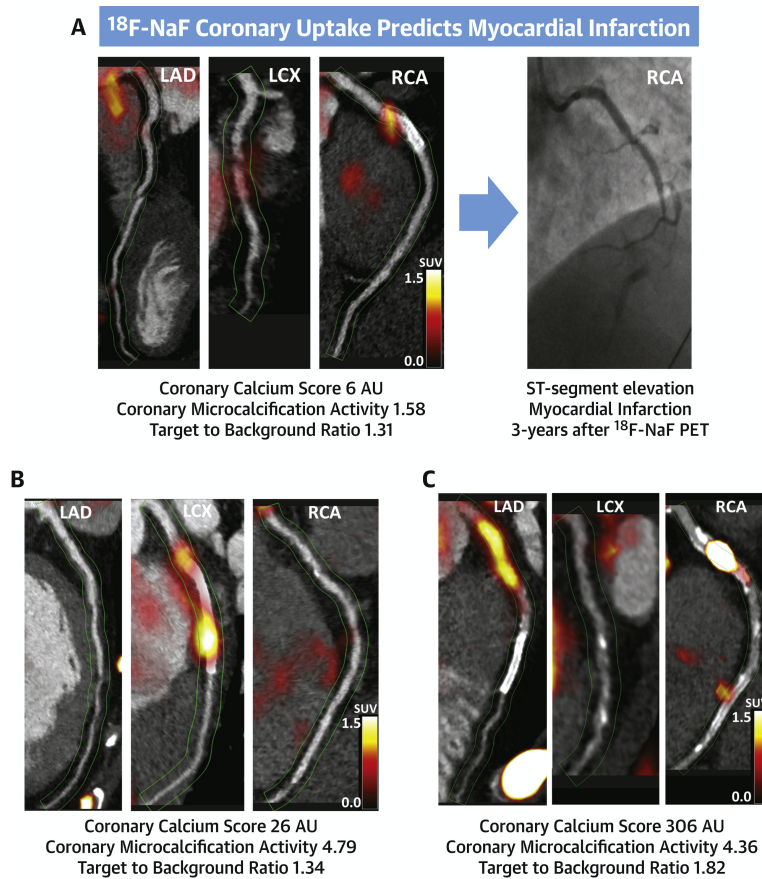 A
18F-NaF Coronary Uptake Predicts Myocardial Infarction
LAD
LCX
RCA
RCA
SUV
1.5
0.0
Coronary Calcium Score 6 AU
Coronary Microcalcification Activity 1.58
Target to Background Ratio 1.31
ST-segment elevation
Myocardial Infarction
3-years after 18F-NaF PET
B
LAD
LCX
RCA
SUV
1.5
0.0
Coronary Calcium Score 26 AU
Coronary Microcalcification Activity 4.79
Target to Background Ratio 1.34
C
LAD
LCX
RCA
SUV
1.5
0.0
Coronary Calcium Score 306 AU
Coronary Microcalcification Activity 4.36
Target to Background Ratio 1.82